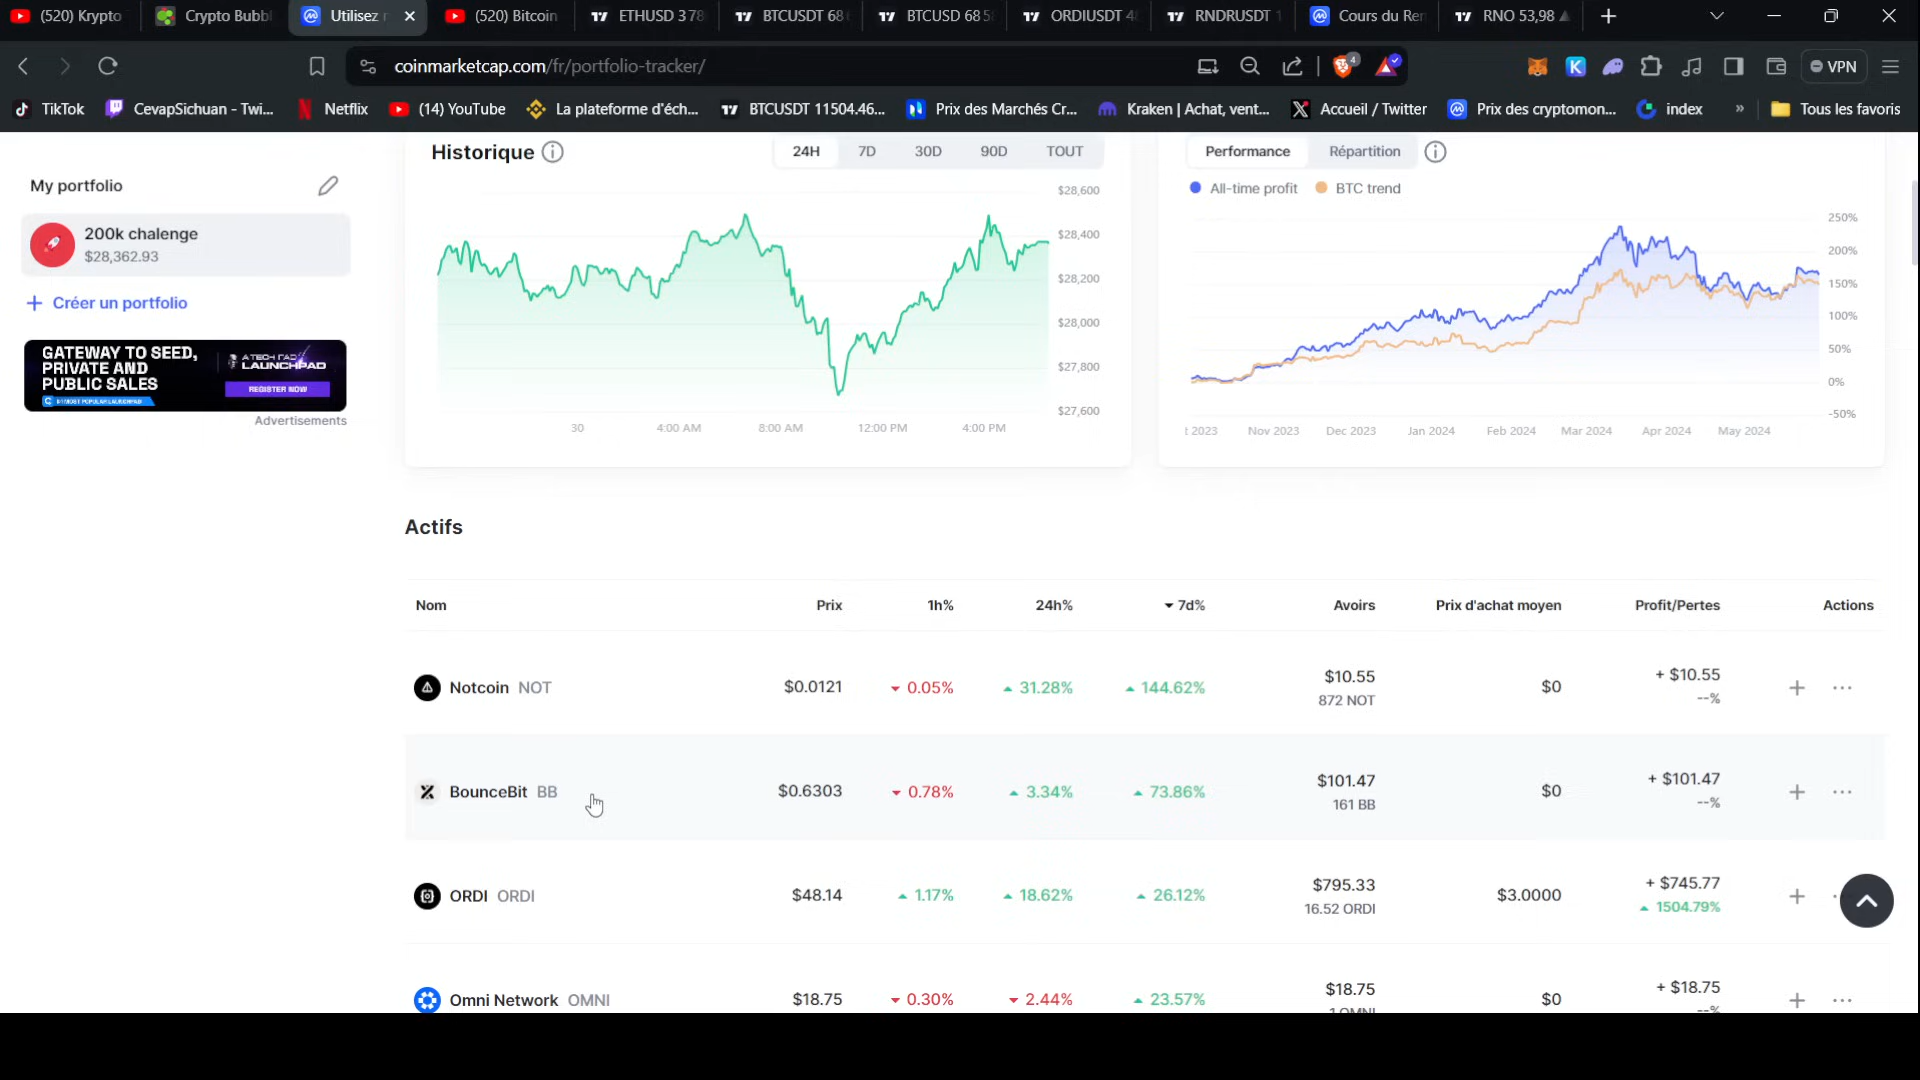 (520) Krypto
Crypto Bubbl
Utilisez
(520) Bitcoin
ETHUSD 3 78
BTCUSDT 68
BTCUSD 68 5
ORDIUSDT 4
RNDRUSDT 1
Cours du Ren
RNO 53,98
coinmarketcap.com/fr/portfolio-tracker/
4
VPN
TikTok
CevapSichuan - Twi...
Netflix
(14) YouTube
La plateforme d'éch...
BTCUSDT 11504.46...
Prix des Marchés Cr...
Kraken | Achat, vent...
Accueil / Twitter
Prix des cryptomon...
index
»
Tous les favoris
My portfolio
200k chalenge
$28,362.93
+ Créer un portfolio
GATEWAY TO SEED,
PRIVATE AND
PUBLIC SALES
LAUNCHPAD
REGISTER NOW
Advertisements
Historique
24H 7D 30D 90D TOUT
$28,600
$28,400
$28,200
$28,000
$27,800
$27,600
30 4:00 AM 8:00 AM 12:00 PM 4:00 PM
Performance Répartition
All-time profit BTC trend
250%
200%
150%
100%
50%
0%
-50%
t 2023 Nov 2023 Dec 2023 Jan 2024 Feb 2024 Mar 2024 Apr 2024 May 2024
Actifs
Nom Prix 1h% 24h% 7d% Avoirs Prix d'achat moyen Profit/Pertes Actions
Notcoin NOT $0.0121 0.05% 31.28% 144.62% $10.55 $0 + $10.55
872 NOT --%
BounceBit BB $0.6303 0.78% 3.34% 73.86% $101.47 $0 + $101.47
161 BB --%
ORDI ORDI $48.14 1.17% 18.62% 26.12% $795.33 $3.0000 + $745.77
16.52 ORDI 1504.79%
Omni Network OMNI $18.75 0.30% 2.44% 23.57% $18.75 $0 + $18.75
1 OMNI --%